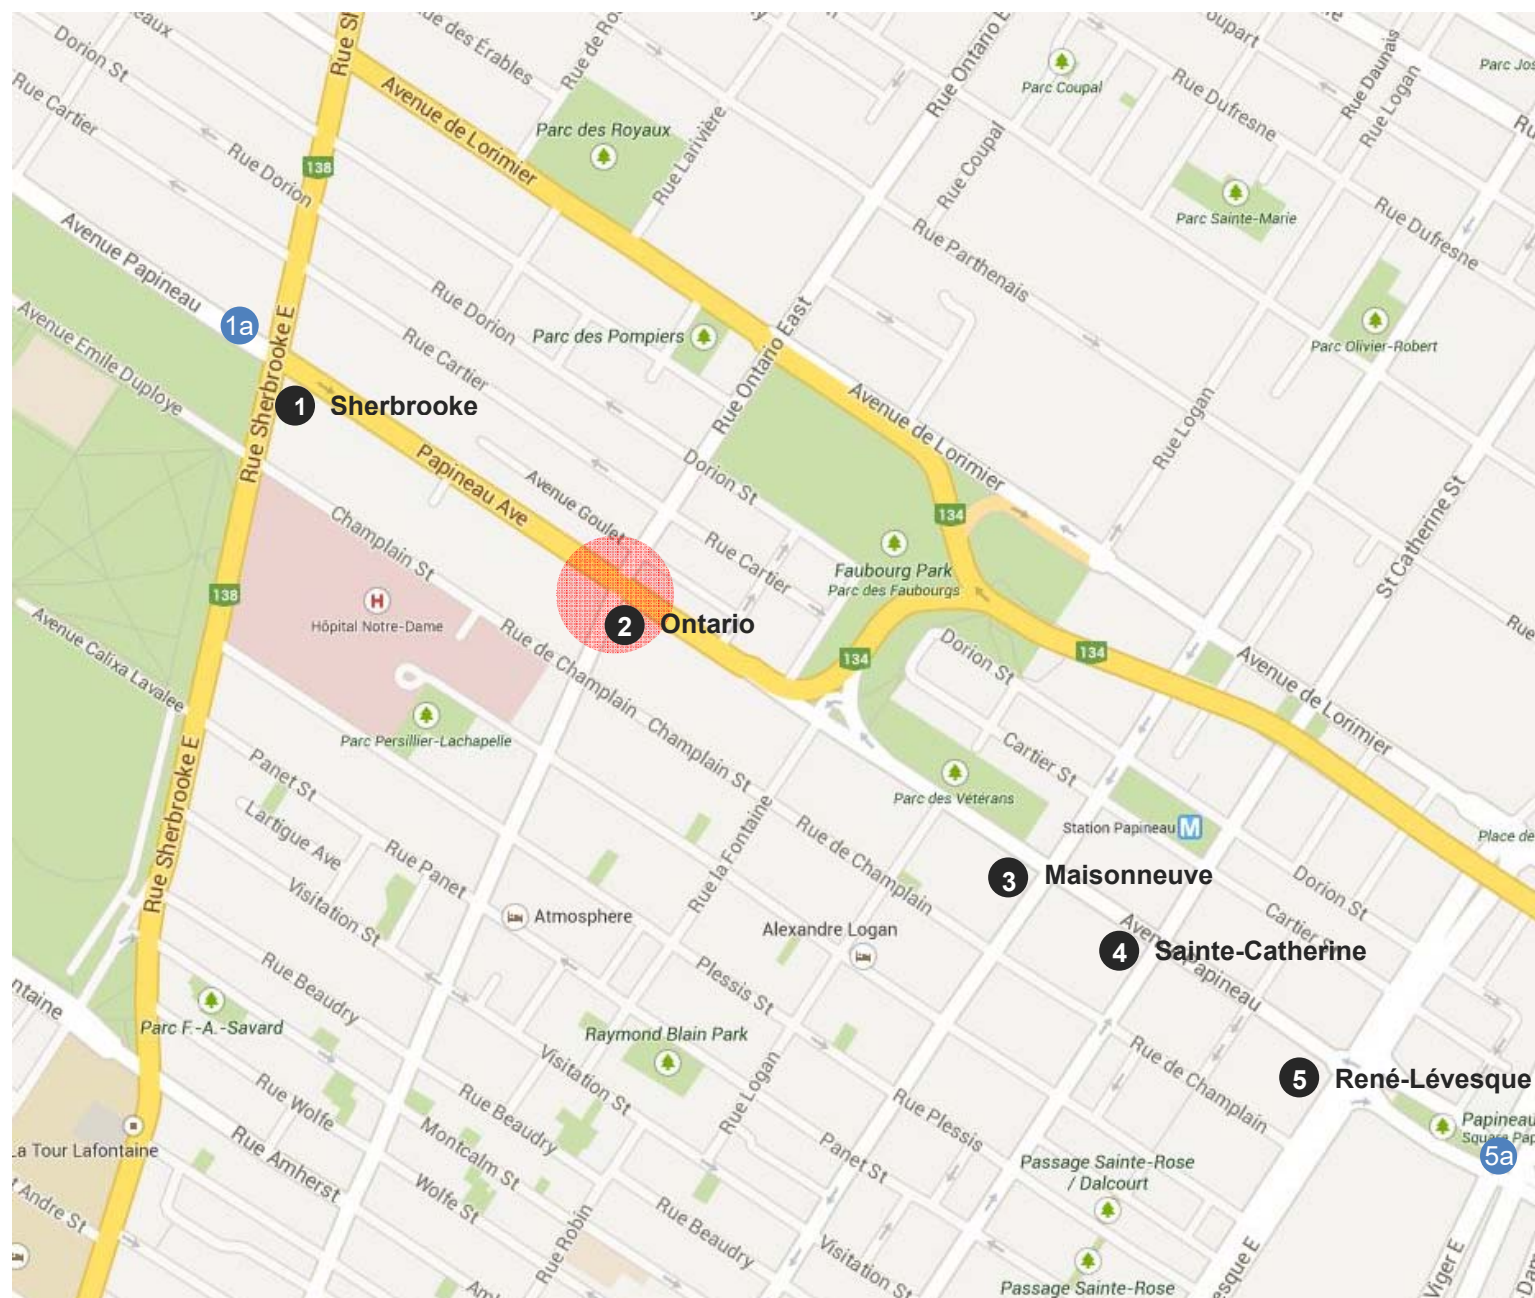 Rue des Érables
Rue Ontario E
Dorion St
Parc Coupal
Rue Dufresne
Rue Daunais
Rue Logan
Rue Cartier
Avenue de Lorimier
Parc des Royaux
138
Rue Dorion
Rue Larivière
Rue Coupal
Parc Sainte-Marie
Rue Dufresne
Avenue Papineau
Rue Parthenais
Rue Dorion
1a
Avenue Emile Duploye
Rue Cartier
Parc des Pompiers
Rue Ontario East
Parc Olivier-Robert
Rue Sherbrooke E
1 Sherbrooke
Avenue de Lorimier
Rue Logan
Papineau Ave
Avenue Goulet
Dorion St
St Catherine St
134
Champlain St
Rue Cartier
Faubourg Park
Parc des Faubourgs
138
H
Hôpital Notre-Dame
2 Ontario
Avenue Calixa Lavalee
Rue de Champlain
134
Dorion St
134
Avenue de Lorimier
Parc Persillier-Lachapelle
Champlain St
Cartier St
Panet St
Parc des Vétérans
Station Papineau
M
Lartigue Ave
Rue Panet
Rue la Fontaine
Rue de Champlain
Rue Sherbrooke E
3 Maisonneuve
Visitation St
Atmosphere
Alexandre Logan
Dorion St
Avenue Papineau
4 Sainte-Catherine
Rue Beaudry
Plessis St
Parc F.-A.-Savard
Raymond Blain Park
Visitation St
Rue de Champlain
5 René-Lévesque
Rue Wolfe
Rue Beaudry
Rue Logan
Rue Plessis
La Tour Lafontaine
Rue Amherst
Montcalm St
Panet St
Passage Sainte-Rose
/ Dalcourt
5a
Wolfe St
Rue Beaudry
Rue Robin
Visitation St
Passage Sainte-Rose